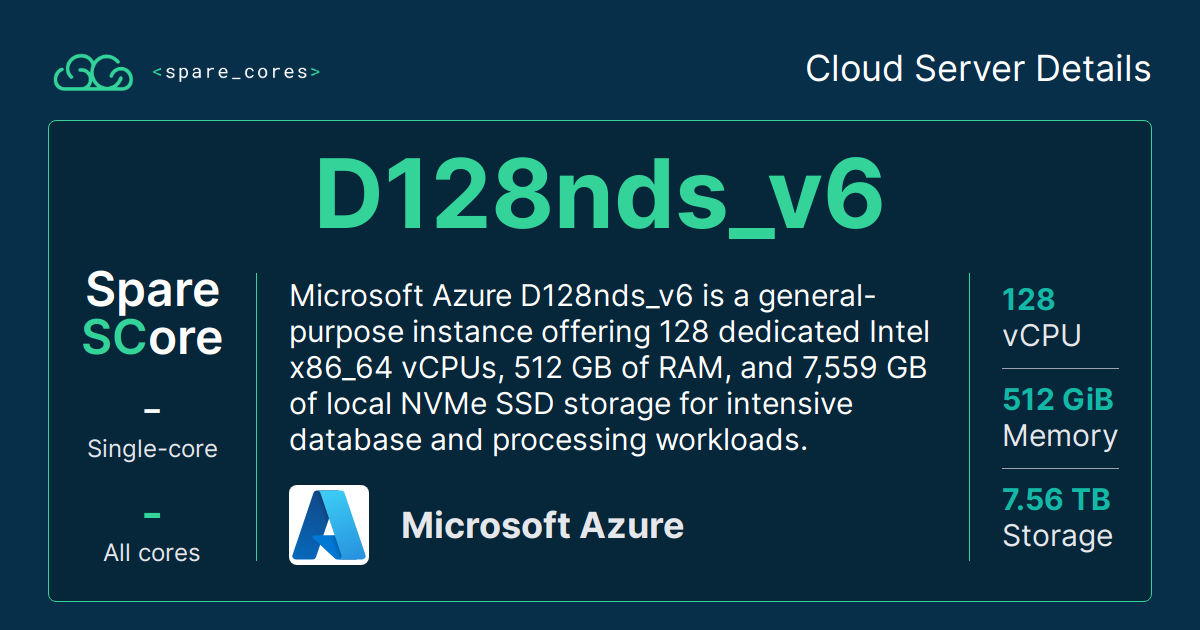 <spare_cores>
Cloud Server Details
D128nds_v6
Spare
SCore
–
Single-core
–
All cores
Microsoft Azure D128nds_v6 is a general-
purpose instance offering 128 dedicated Intel
x86_64 vCPUs, 512 GB of RAM, and 7,559 GB
of local NVMe SSD storage for intensive
database and processing workloads.
Microsoft Azure
128
vCPU
512 GiB
Memory
7.56 TB
Storage